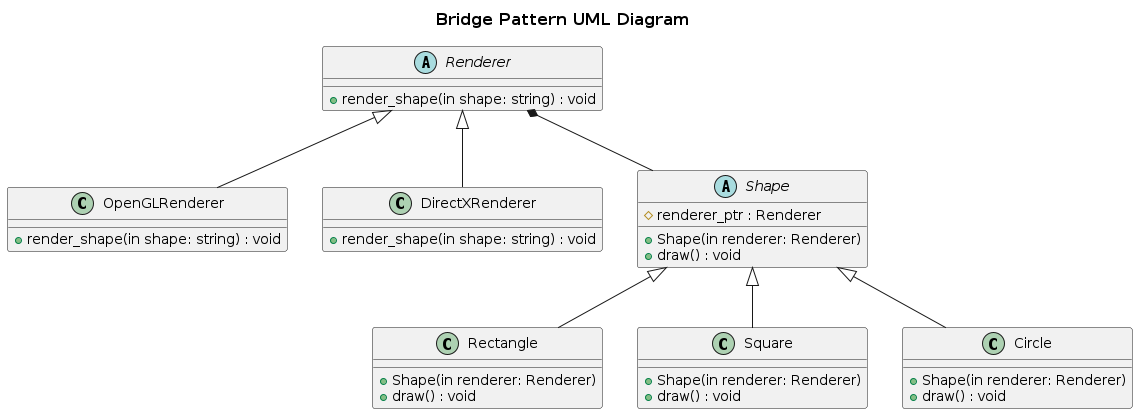 Bridge Pattern UML Diagram
A Renderer
render_shape(in shape: string) : void
C OpenGLRenderer
render_shape(in shape: string) : void
C DirectXRenderer
render_shape(in shape: string) : void
A Shape
renderer_ptr : Renderer
Shape(in renderer: Renderer)
draw() : void
C Rectangle
Shape(in renderer: Renderer)
draw() : void
C Square
Shape(in renderer: Renderer)
draw() : void
C Circle
Shape(in renderer: Renderer)
draw() : void